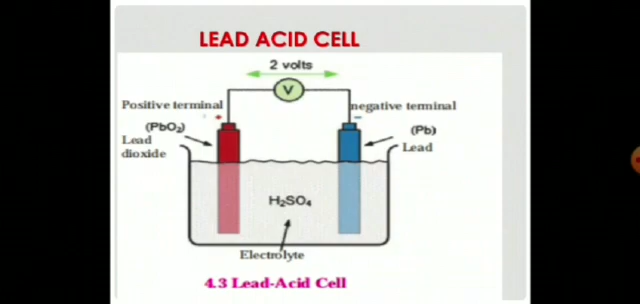 LEAD ACID CELL
2 volts
V
Positive terminal
negative terminal
+
−
(PbO₂)
Lead
dioxide
(Pb)
Lead
H₂SO₄
Electrolyte
4.3 Lead-Acid Cell